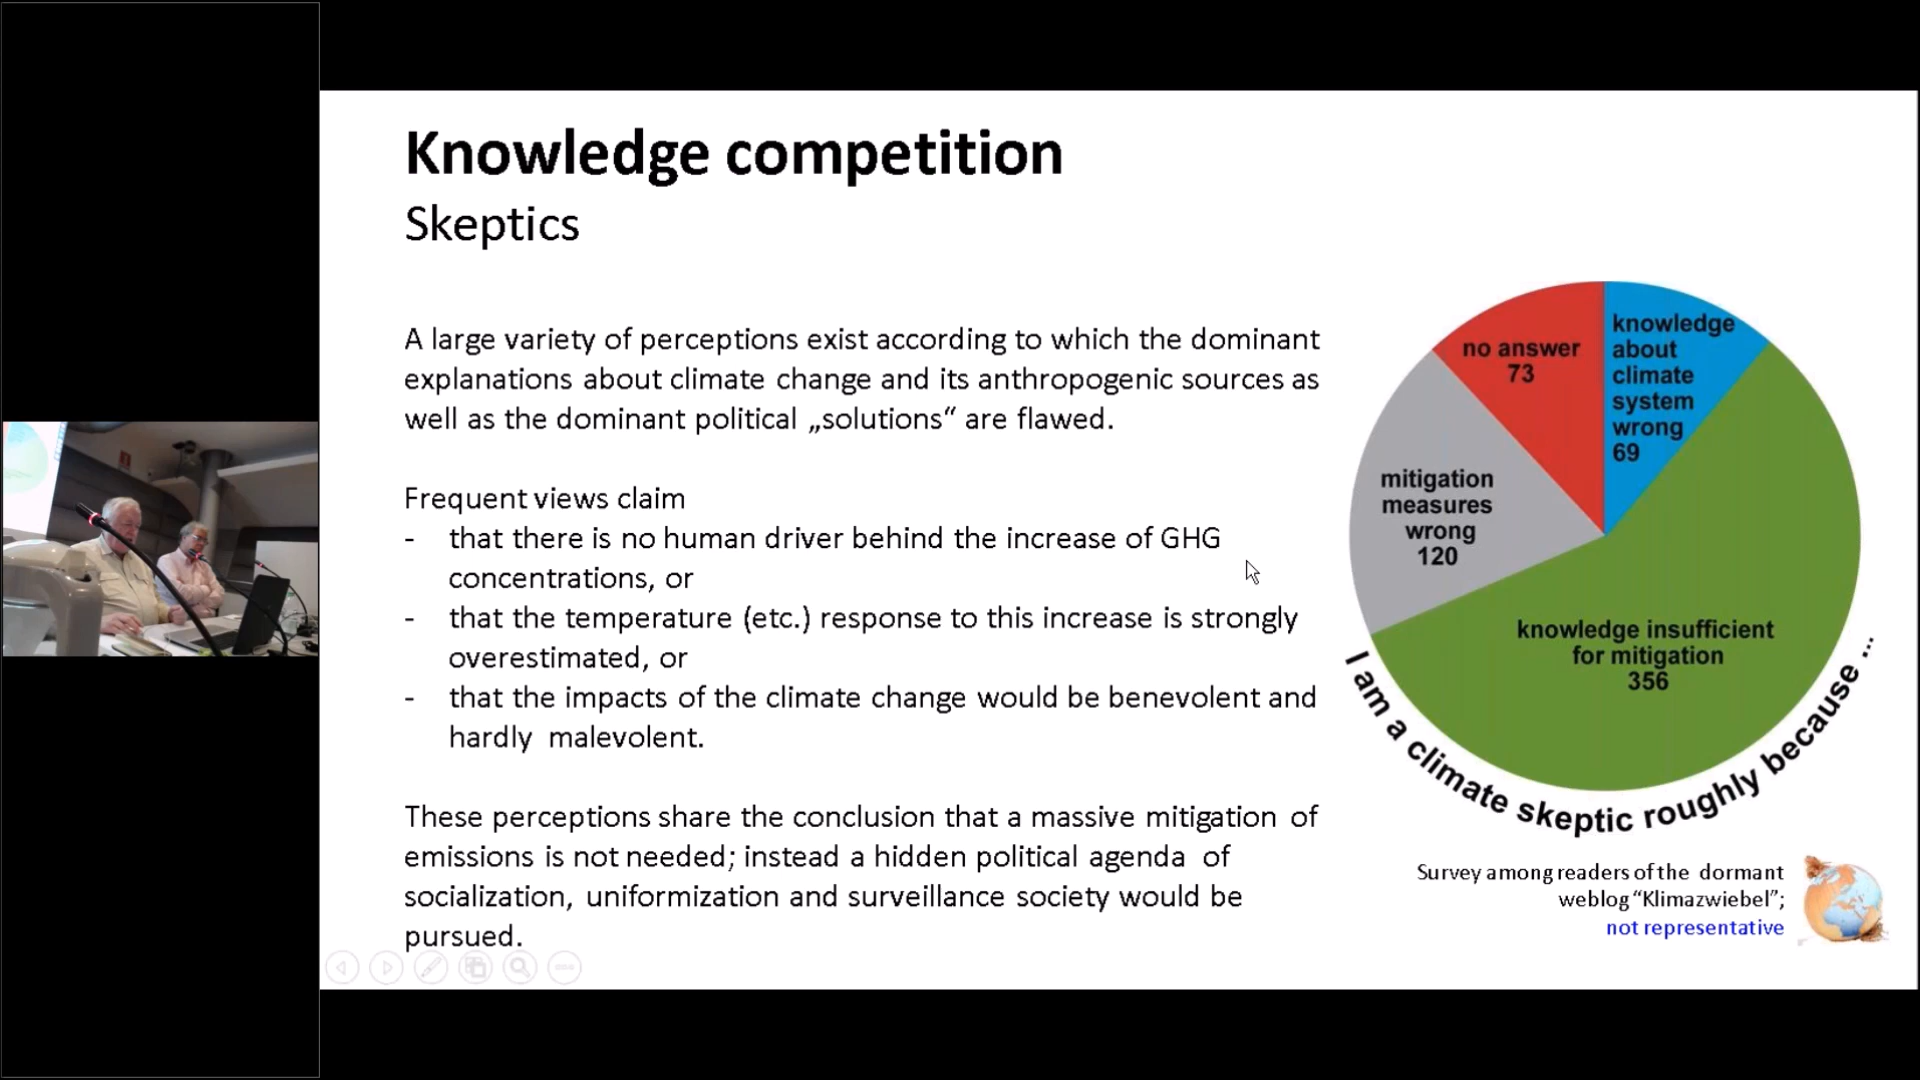 Knowledge competition
Skeptics
A large variety of perceptions exist according to which the dominant
explanations about climate change and its anthropogenic sources as
well as the dominant political „solutions“ are flawed.
Frequent views claim
- that there is no human driver behind the increase of GHG
concentrations, or
- that the temperature (etc.) response to this increase is strongly
overestimated, or
- that the impacts of the climate change would be benevolent and
hardly malevolent.
These perceptions share the conclusion that a massive mitigation of
emissions is not needed; instead a hidden political agenda of
socialization, uniformization and surveillance society would be
pursued.
no answer
73
knowledge
about
climate
system
wrong
69
mitigation
measures
wrong
120
knowledge insufficient
for mitigation
356
I am a climate skeptic roughly because ...
Survey among readers of the dormant
weblog “Klimazwiebel”;
not representative